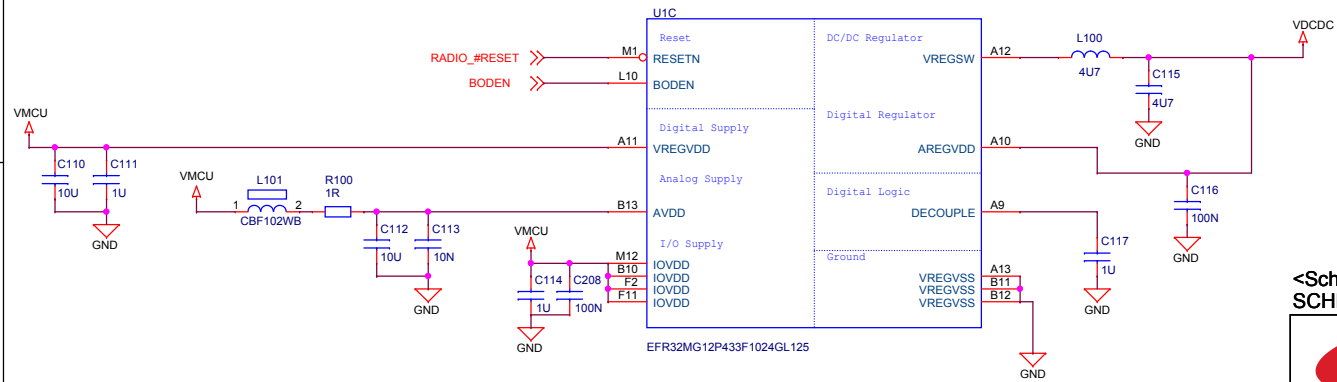 U1C
Reset
DC/DC Regulator
VDCDC
RADIO_#RESET
M1
RESETN
VREGSW
A12
L100
4U7
BODEN
L10
BODEN
C115
4U7
GND
VMCU
Digital Supply
Digital Regulator
A11
VREGVDD
AREGVDD
A10
C110
10U
C111
1U
GND
VMCU
L101
1
2
CBF102WB
R100
1R
Analog Supply
Digital Logic
B13
AVDD
DECOUPLE
A9
C116
100N
GND
C112
10U
C113
10N
GND
I/O Supply
Ground
VMCU
M12
IOVDD
B10
IOVDD
F2
IOVDD
F11
IOVDD
C114
1U
C208
100N
GND
VREGVSS
A13
VREGVSS
B11
VREGVSS
B12
C117
1U
GND
GND
EFR32MG12P433F1024GL125
<Sch